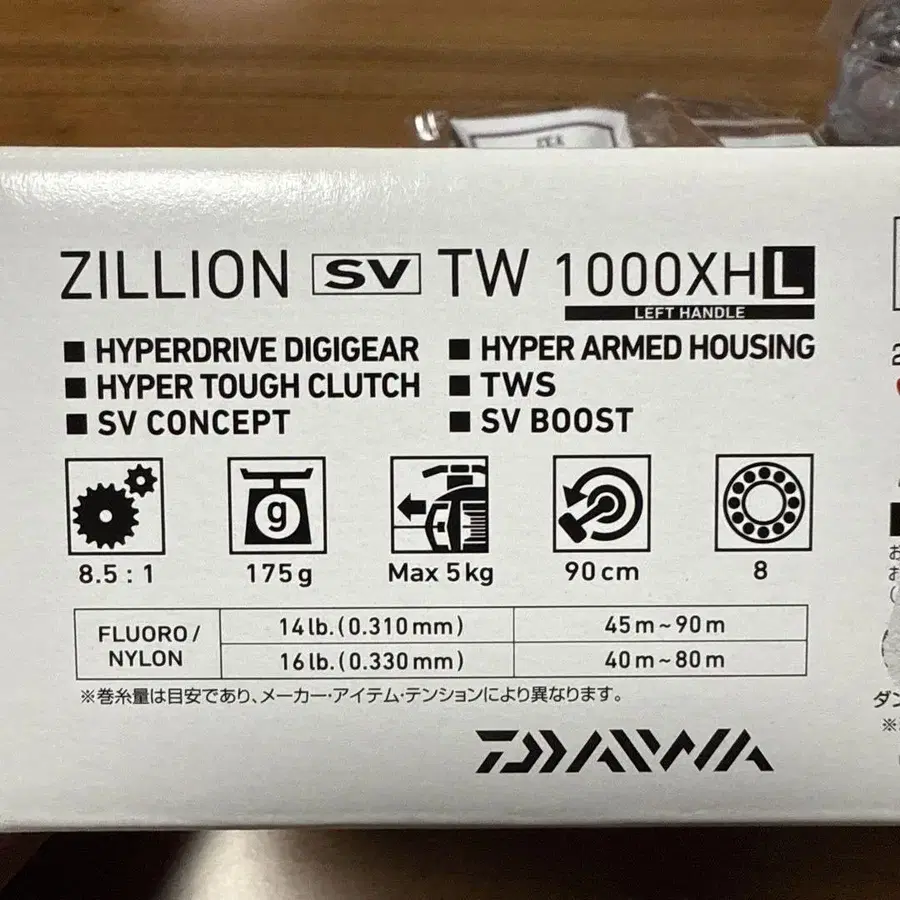 ZILLION SV TW 1000XHL
LEFT HANDLE
■ HYPERDRIVE DIGIGEAR ■ HYPER ARMED HOUSING
■ HYPER TOUGH CLUTCH ■ TWS
■ SV CONCEPT ■ SV BOOST
g
8.5 : 1 175g Max 5kg 90cm 8
FLUORO/NYLON 14lb.(0.310mm) 45m~90m
16lb.(0.330mm) 40m~80m
※巻糸量は目安であり、メーカー・アイテム・テンションにより異なります。
DAIWA